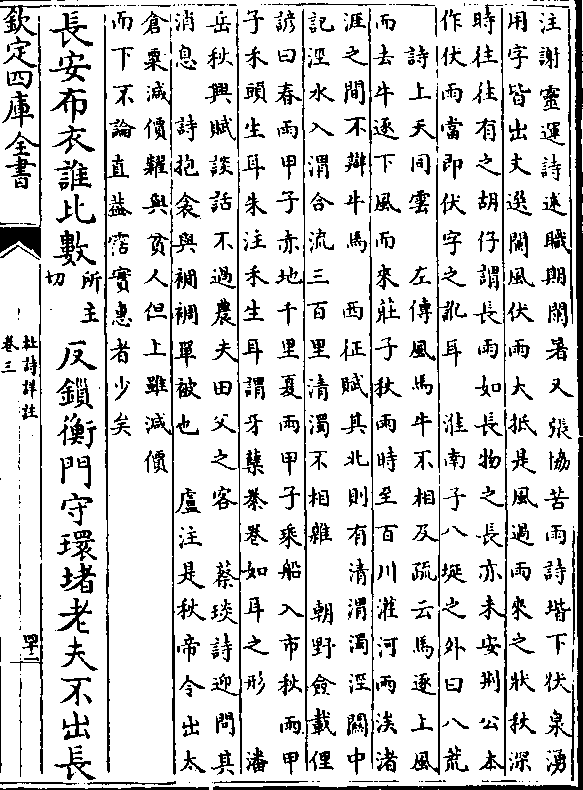 注謝靈運詩述職期闌暑又張協苦雨詩堦下伏泉湧
用字皆出文選闌風伏雨大抵是風過雨來之狀秋深
時往往有之胡仔謂長雨如長物之長亦未安荆公本
作伏雨當即伏字之訛耳 淮南子八埏之外曰八荒
詩上天同雲 左傳風馬牛不相及疏云馬逐上風
而去牛逐下風而來莊子秋雨時至百川灌河兩涘渚
涯之間不辯牛馬 西征賦其北則有清渭濁涇關中
記涇水入渭合流三百里清濁不相雜 朝野僉載俚
諺曰春雨甲子赤地千里夏雨甲子乘船入市秋雨甲
子禾頭生耳朱注禾生耳謂牙蘖拳卷如耳之形 潘
岳秋興賦談話不過農夫田父之客 蔡琰詩迎問其
消息 詩抱衾與裯裯單被也 盧注是秋帝令出太
倉粟減價糶與貧人但上雖減價
而下不論直益窃實惠者少矣
長安布衣誰比數所主切 反鎖衡門守環堵老夫不出長
欽定四庫全書
杜詩詳註
卷三
四十二